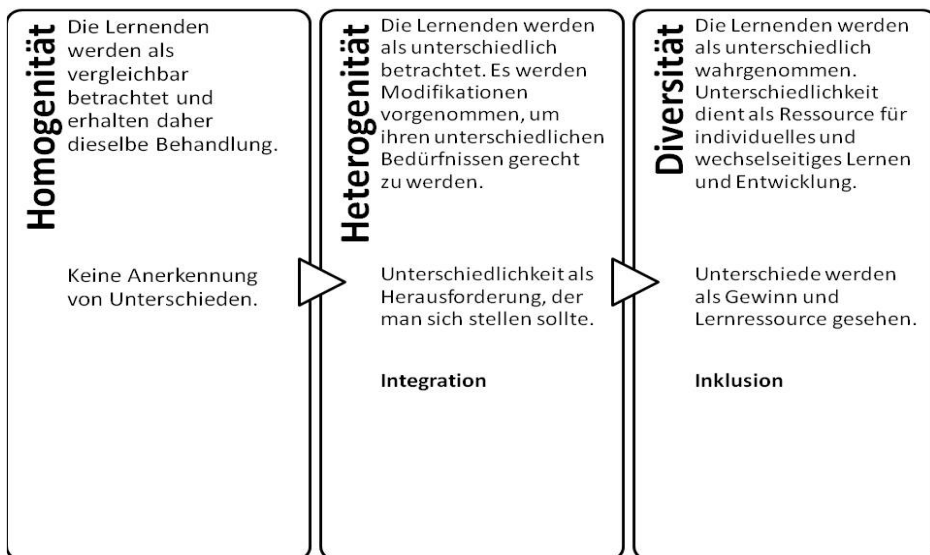 Homogenität
Die Lernenden
werden als
vergleichbar
betrachtet und
erhalten daher
dieselbe Behandlung.
Keine Anerkennung
von Unterschieden.
Heterogenität
Die Lernenden werden
als unterschiedlich
betrachtet. Es werden
Modifikationen
vorgenommen, um
ihren unterschiedlichen
Bedürfnissen gerecht
zu werden.
Unterschiedlichkeit als
Herausforderung, der
man sich stellen sollte.
Integration
Diversität
Die Lernenden werden
als unterschiedlich
wahrgenommen.
Unterschiedlichkeit
dient als Ressource für
individuelles und
wechselseitiges Lernen
und Entwicklung.
Unterschiede werden
als Gewinn und
Lernressource gesehen.
Inklusion